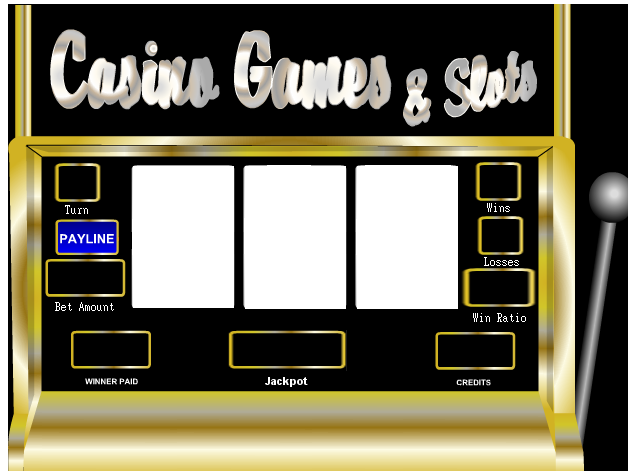 Casino Games & Slots
Turn
Wins
PAYLINE
Losses
Bet Amount
Win Ratio
WINNER PAID
Jackpot
CREDITS